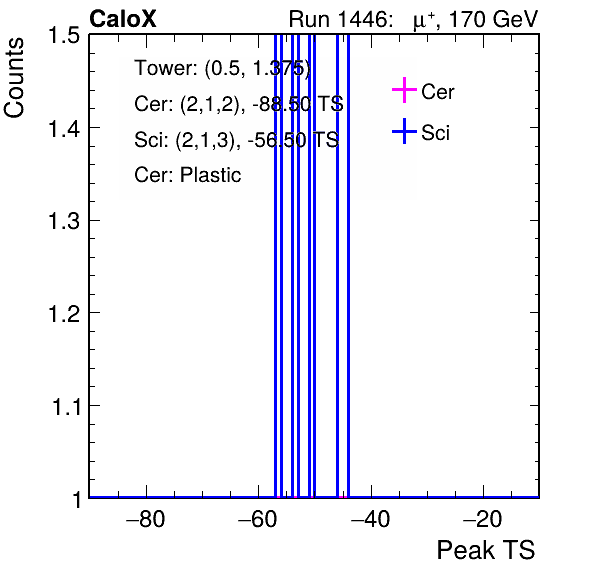 CaloX Run 1446: μ⁺, 170 GeV
Counts
1.5
Tower: (0.5, 1.375)
Cer: (2,1,2), -88.50 TS
Sci: (2,1,3), -56.50 TS
Cer: Plastic
Cer
Sci
1.4
1.3
1.2
1.1
1
−80 −60 −40 −20
Peak TS